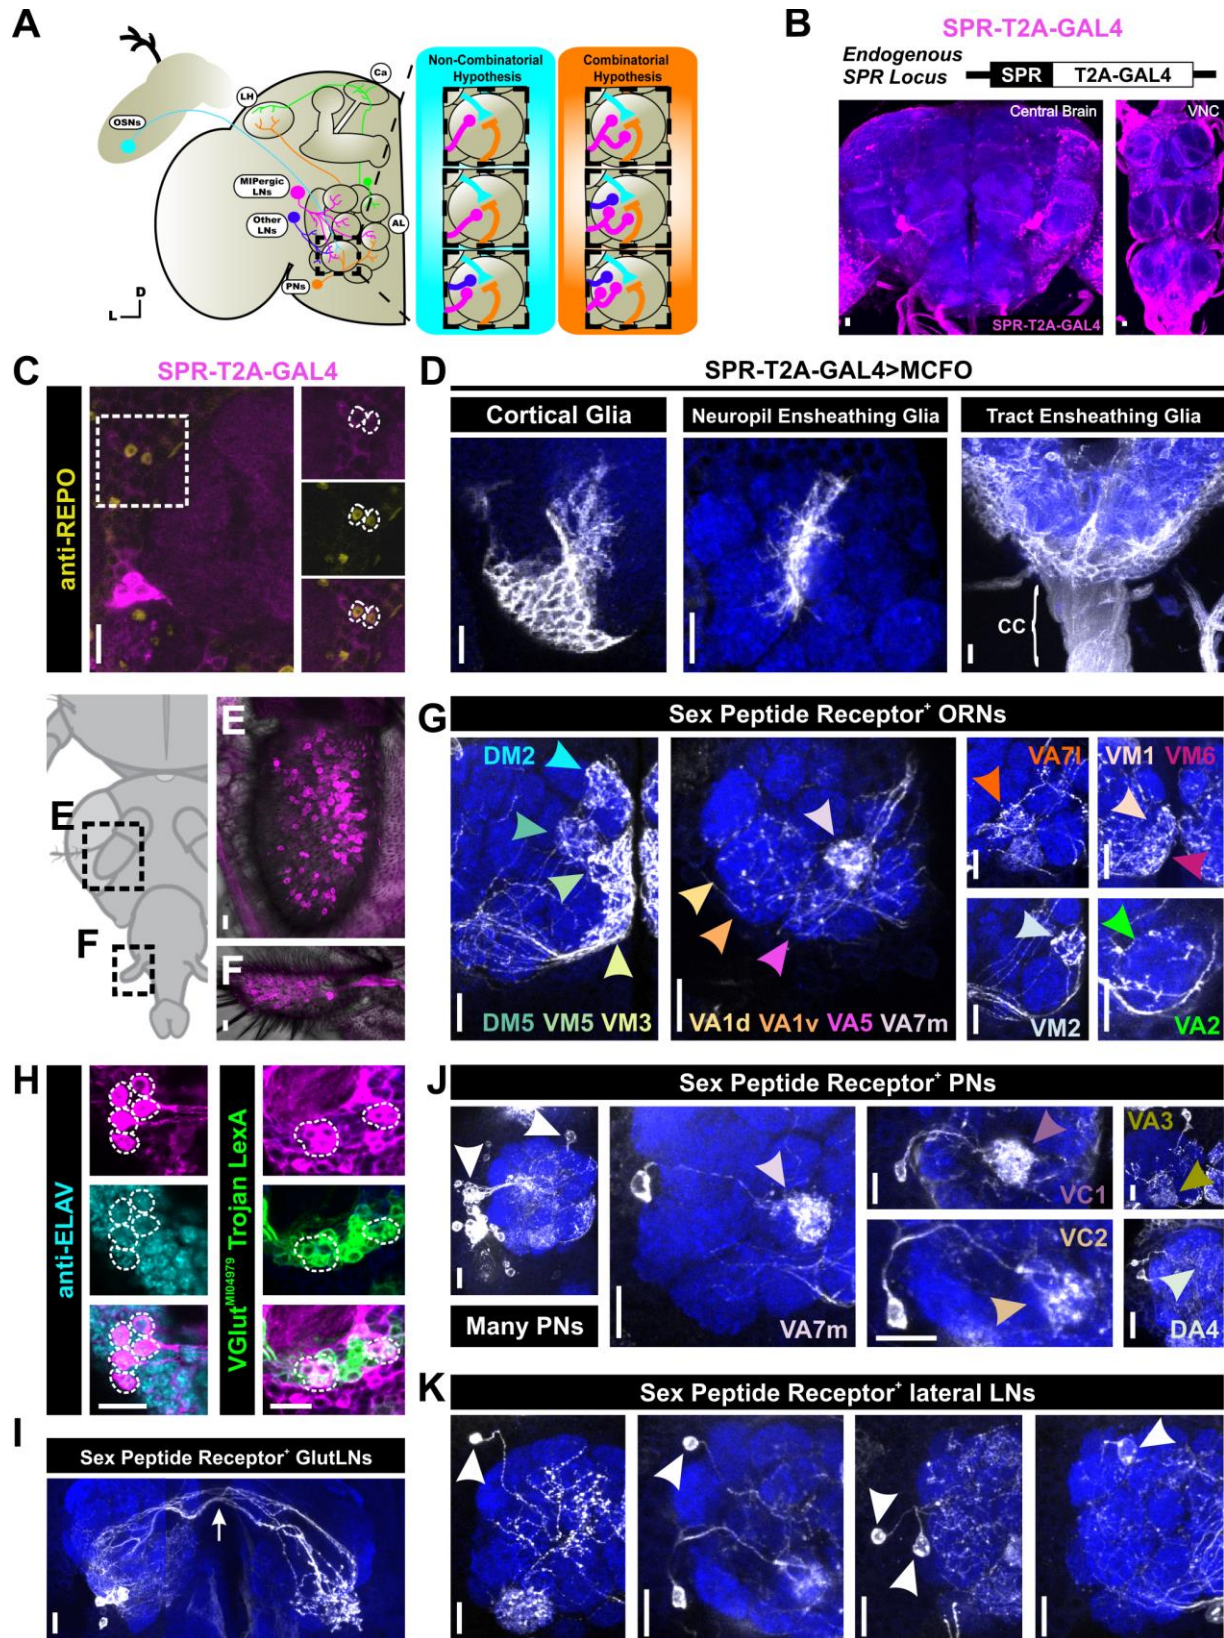 A
OSNs
LH
Ca
MIPergic
LNs
Other
LNs
AL
PNs
D
L
Non-Combinatorial
Hypothesis
Combinatorial
Hypothesis
B
SPR-T2A-GAL4
Endogenous
SPR Locus
SPR
T2A-GAL4
Central Brain
VNC
SPR-T2A-GAL4
C
SPR-T2A-GAL4
anti-REPO
D
SPR-T2A-GAL4>MCFO
Cortical Glia
Neuropil Ensheathing Glia
Tract Ensheathing Glia
CC
E
F
E
F
G
Sex Peptide Receptor+ ORNs
DM2
DM5 VM5 VM3
VA1d VA1v VA5 VA7m
VA7l
VM1 VM6
VM2
VA2
H
anti-ELAV
VGlutMI04979 Trojan LexA
I
Sex Peptide Receptor+ GlutLNs
J
Sex Peptide Receptor+ PNs
Many PNs
VA7m
VC1
VC2
VA3
DA4
K
Sex Peptide Receptor+ lateral LNs